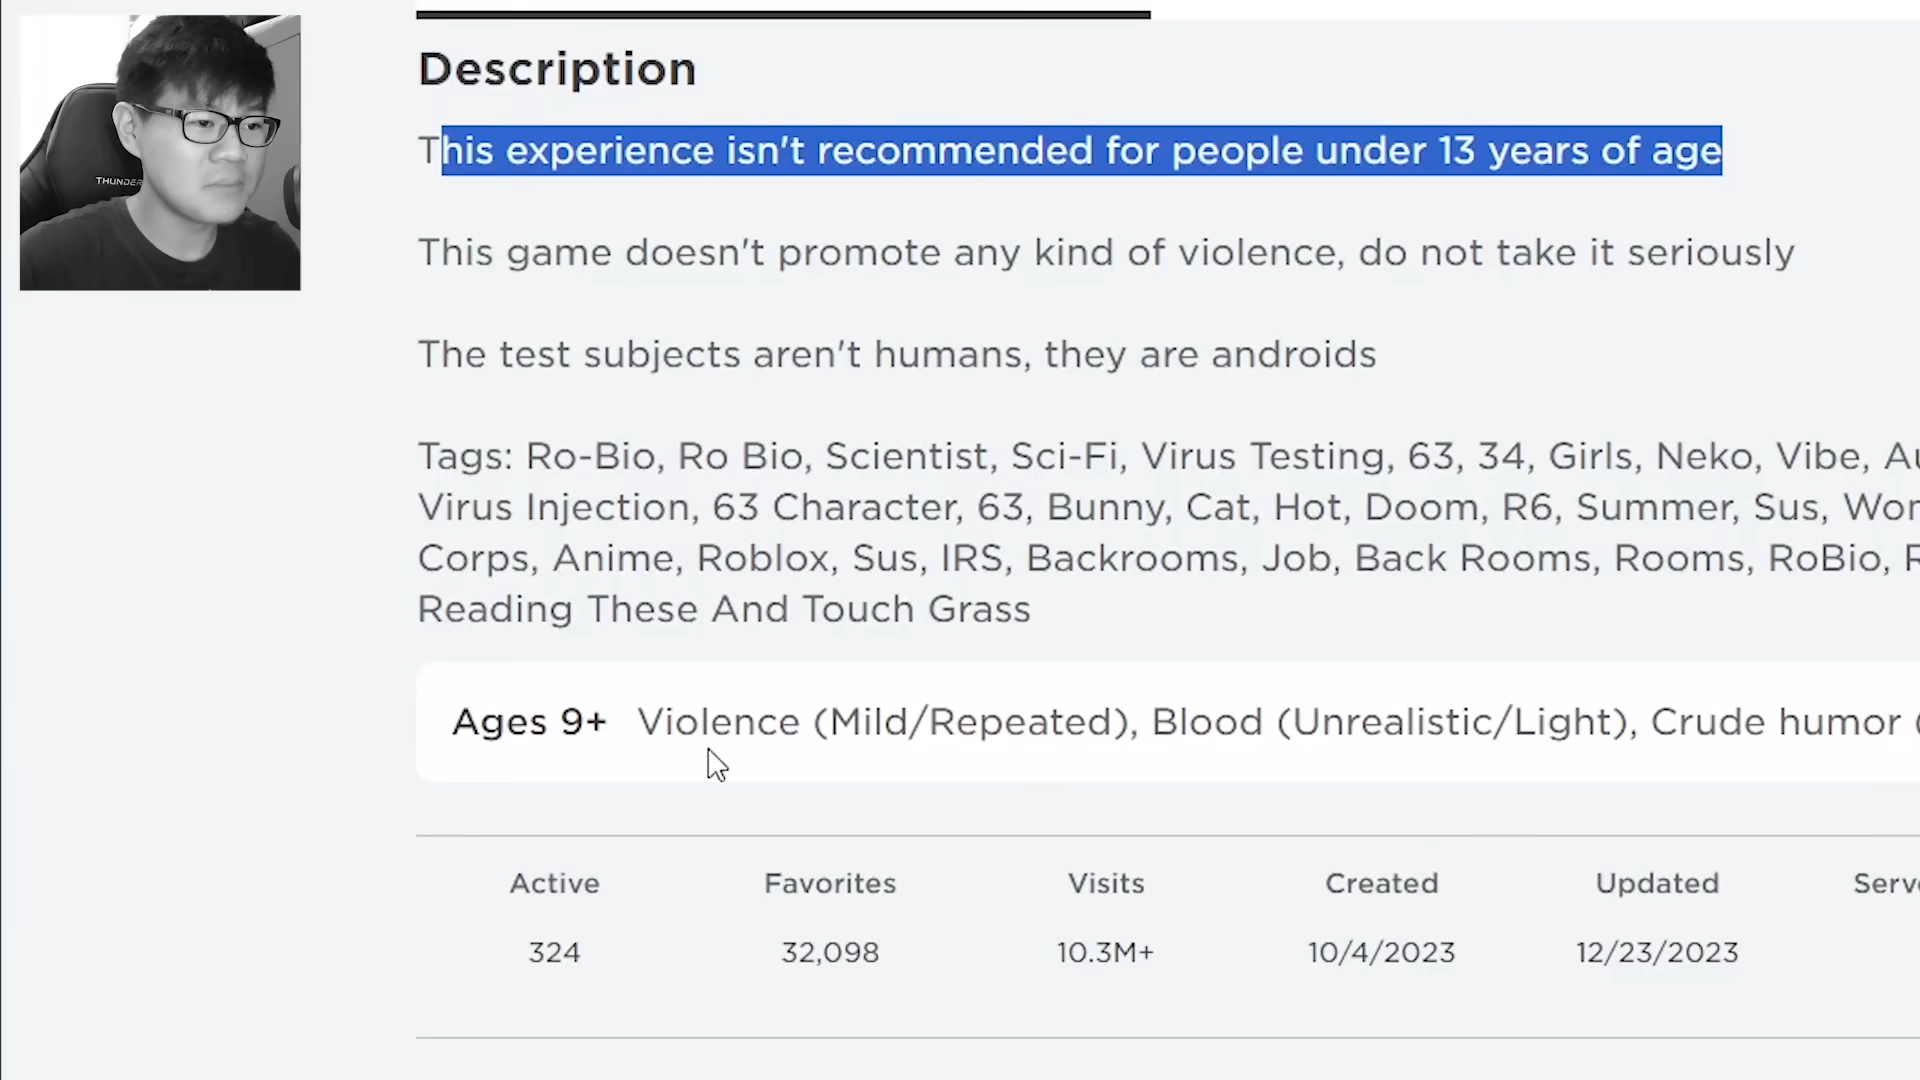 THUNDER
Description
This experience isn't recommended for people under 13 years of age
This game doesn't promote any kind of violence, do not take it seriously
The test subjects aren't humans, they are androids
Tags: Ro-Bio, Ro Bio, Scientist, Sci-Fi, Virus Testing, 63, 34, Girls, Neko, Vibe,
Virus Injection, 63 Character, 63, Bunny, Cat, Hot, Doom, R6, Summer, Sus,
Corps, Anime, Roblox, Sus, IRS, Backrooms, Job, Back Rooms, Rooms, RoBio,
Reading These And Touch Grass
Ages 9+ Violence (Mild/Repeated), Blood (Unrealistic/Light), Crude humor
Active Favorites Visits Created Updated
324 32,098 10.3M+ 10/4/2023 12/23/2023